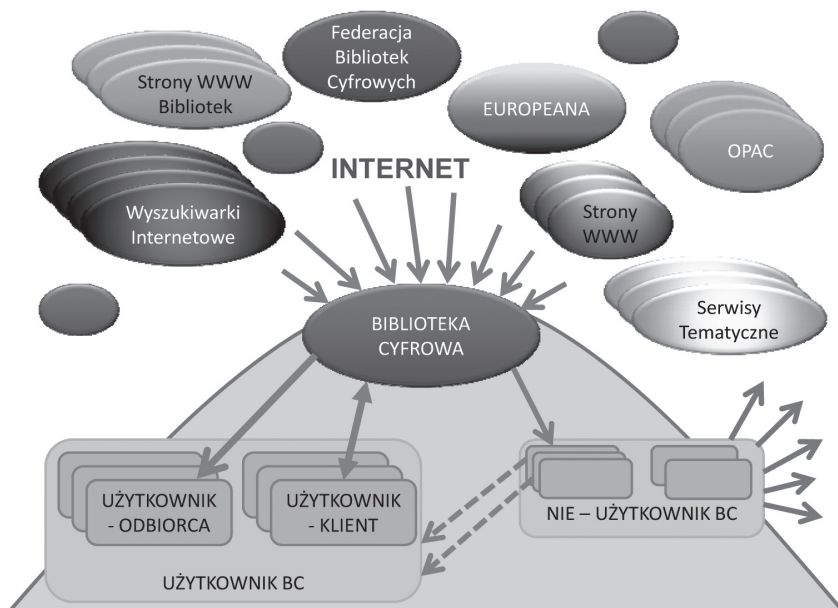 Federacja
Bibliotek
Cyfrowych
Strony WWW
Bibliotek
EUROPEANA
OPAC
INTERNET
Wyszukiwarki
Internetowe
Strony
WWW
Serwisy
Tematyczne
BIBLIOTEKA
CYFROWA
UŻYTKOWNIK
- ODBIORCA
UŻYTKOWNIK
- KLIENT
NIE – UŻYTKOWNIK BC
UŻYTKOWNIK BC